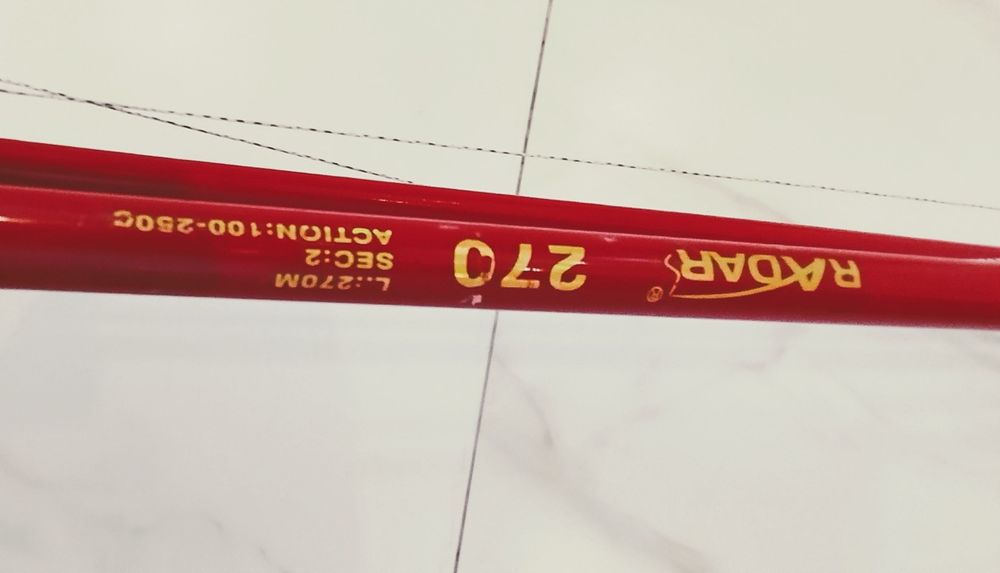 RADAR®
270
L.:270M
SEC:2
ACTION:100-250G